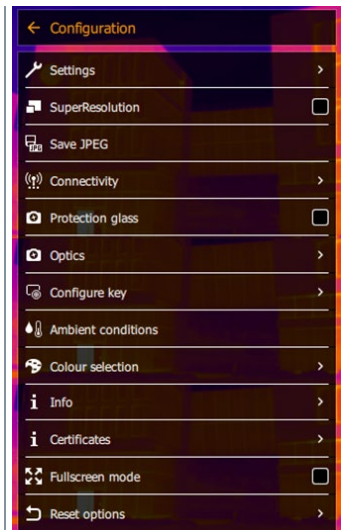 Configuration
Settings
SuperResolution
JPG Save JPEG
Connectivity
Protection glass
Optics
Configure key
Ambient conditions
Colour selection
i Info
i Certificates
Fullscreen mode
Reset options